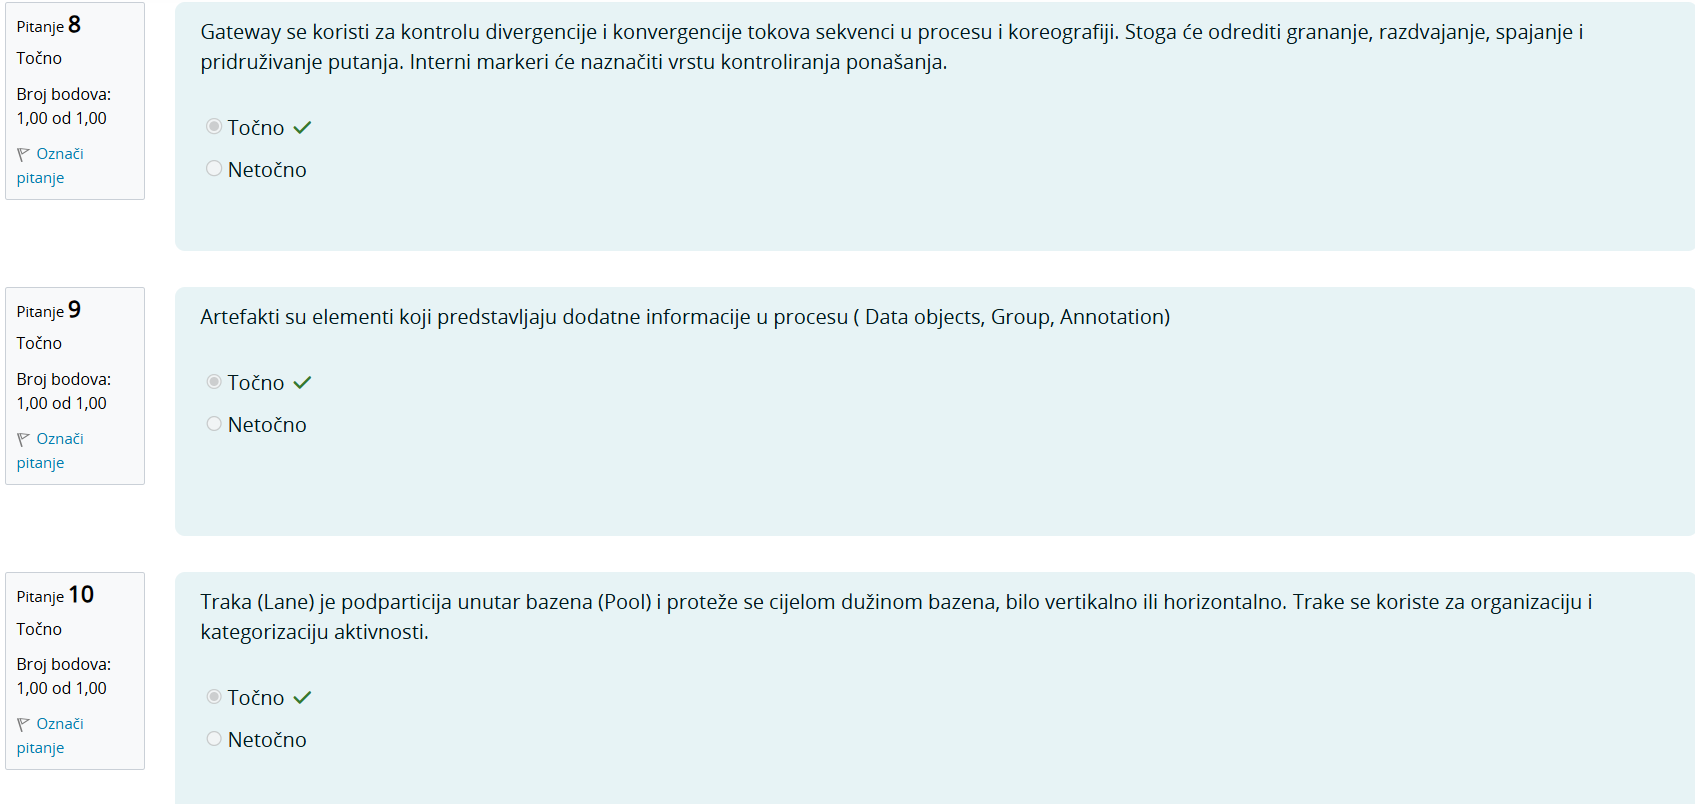 Pitanje 8
Točno
Broj bodova:
1,00 od 1,00
Označi
pitanje
Gateway se koristi za kontrolu divergencije i konvergencije tokova sekvenci u procesu i koreografiji. Stoga će odrediti grananje, razdvajanje, spajanje i
pridruživanje putanja. Interni markeri će naznačiti vrstu kontroliranja ponašanja.
Točno
Netočno
Pitanje 9
Točno
Broj bodova:
1,00 od 1,00
Označi
pitanje
Artefakti su elementi koji predstavljaju dodatne informacije u procesu ( Data objects, Group, Annotation)
Točno
Netočno
Pitanje 10
Točno
Broj bodova:
1,00 od 1,00
Označi
pitanje
Traka (Lane) je podparticija unutar bazena (Pool) i proteže se cijelom dužinom bazena, bilo vertikalno ili horizontalno. Trake se koriste za organizaciju i
kategorizaciju aktivnosti.
Točno
Netočno